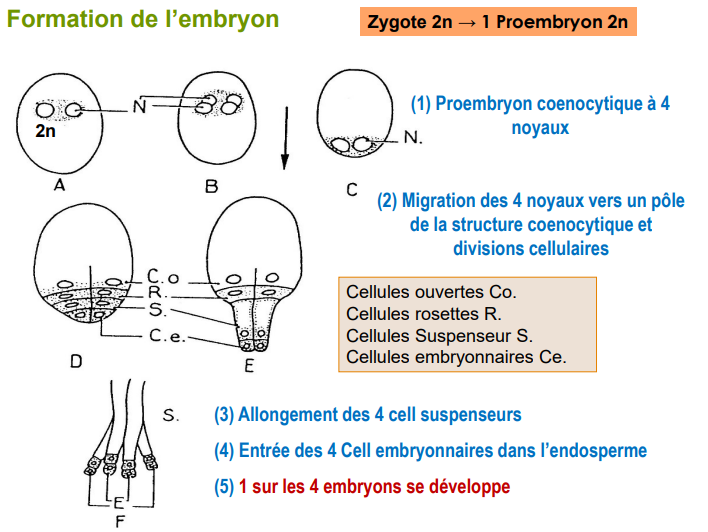 Formation de l’embryon
Zygote 2n → 1 Proembryon 2n
N
2n
A
B
N.
C
(1) Proembryon coenocytique à 4
noyaux
(2) Migration des 4 noyaux vers un pôle
de la structure coenocytique et
divisions cellulaires
C.o
R.
S.
C.e.
D
E
Cellules ouvertes Co.
Cellules rosettes R.
Cellules Suspenseur S.
Cellules embryonnaires Ce.
S.
(3) Allongement des 4 cell suspenseurs
(4) Entrée des 4 Cell embryonnaires dans l’endosperme
(5) 1 sur les 4 embryons se développe
E
F